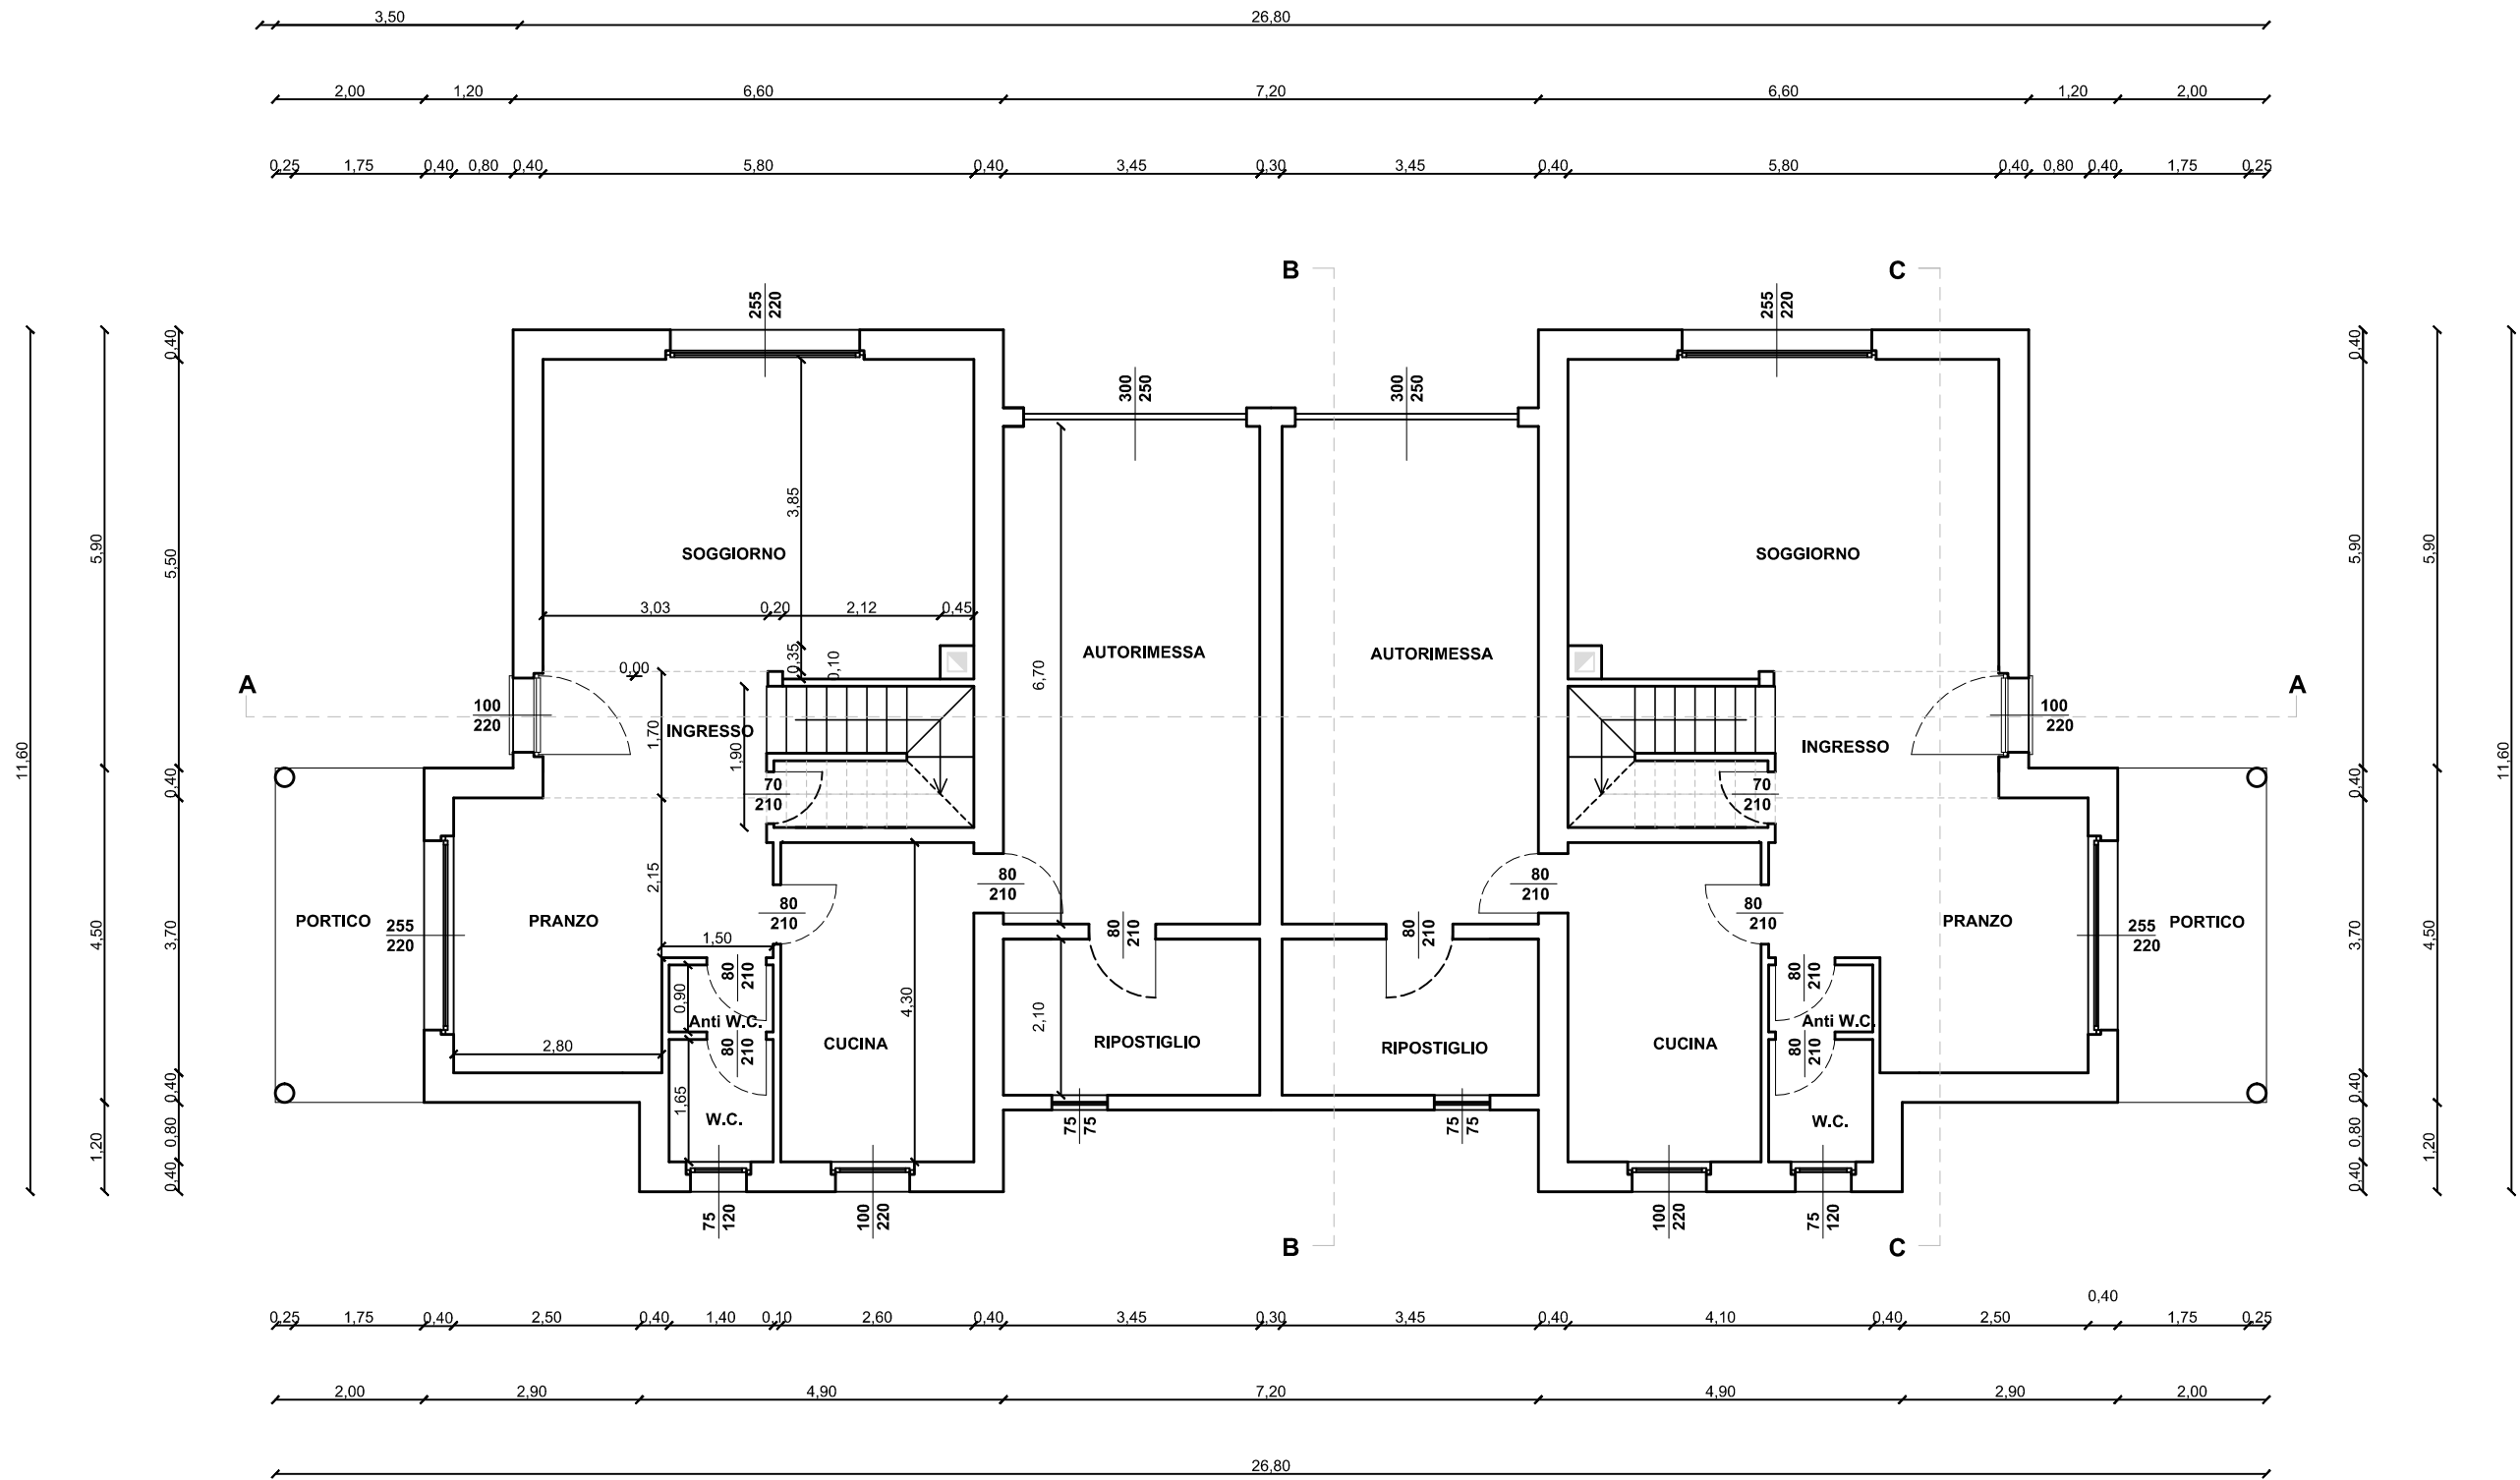 3,50 26,80
2,00 1,20 6,60 7,20 6,60 1,20 2,00
0,25 1,75 0,40 0,80 0,40 5,80 0,40 3,45 0,30 3,45 0,40 5,80 0,40 0,80 0,40 1,75 0,25
B C
255 220 255 220
0,40 0,40
300 250 300 250
3,85
5,90 5,50 SOGGIORNO SOGGIORNO 5,90 5,90
3,03 0,20 2,12 0,45
AUTORIMESSA AUTORIMESSA
0,00 0,35 0,10 6,70
A A
100 100
220 220
11,60 1,70 INGRESSO 1,90 INGRESSO 11,60
0,40 70 70 0,40
210 210
2,15
80 80
210 210
80 80
210 210
PORTICO PRANZO PRANZO PORTICO
255 255
220 220
4,50 3,70 80 210 80 210 3,70 4,50
1,50
80 210 80 210
0,90 4,30
2,10
Anti W.C. Anti W.C.
2,80 80 210 CUCINA RIPOSTIGLIO RIPOSTIGLIO CUCINA 80 210
0,40 0,40
1,65
W.C. W.C.
75 75 75 75
1,20 0,80 0,80 1,20
0,40 0,40
75 120 100 220 100 220 75 120
B C
0,40
0,25 1,75 0,40 2,50 0,40 1,40 0,10 2,60 0,40 3,45 0,30 3,45 0,40 4,10 0,40 2,50 1,75 0,25
2,00 2,90 4,90 7,20 4,90 2,90 2,00
26,80